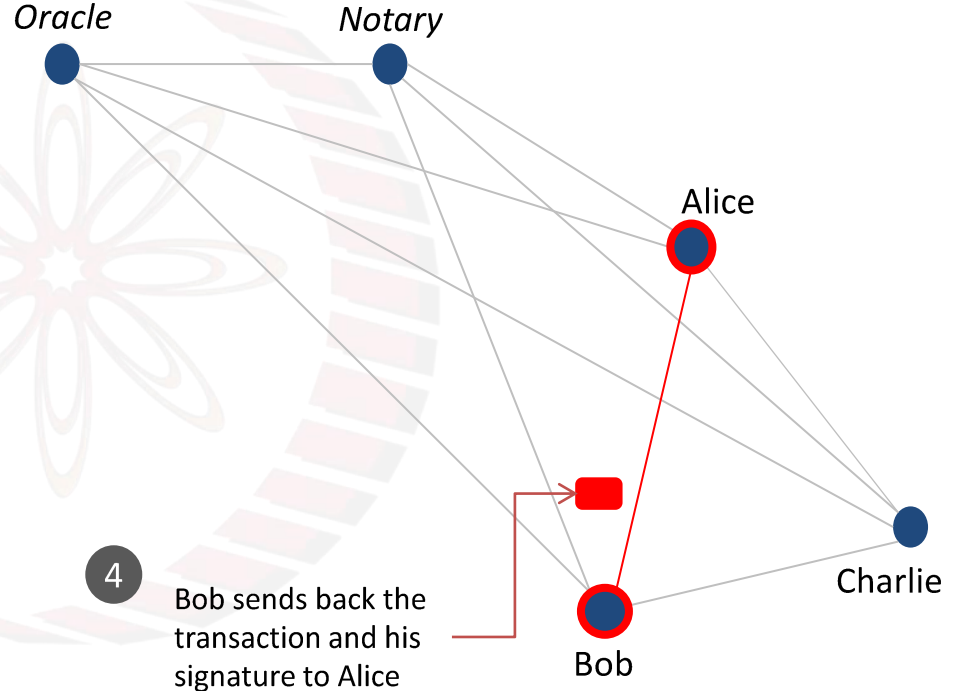 Oracle
Notary
Alice
Charlie
4
Bob sends back the
transaction and his
signature to Alice
Bob